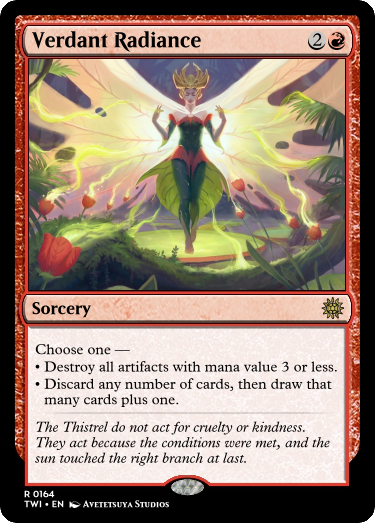 Verdant Radiance 2
Sorcery
Choose one —
• Destroy all artifacts with mana value 3 or less.
• Discard any number of cards, then draw that
many cards plus one.
The Thistrel do not act for cruelty or kindness.
They act because the conditions were met, and the
sun touched the right branch at last.
R 0164
TWI • EN Avetetsuya Studios